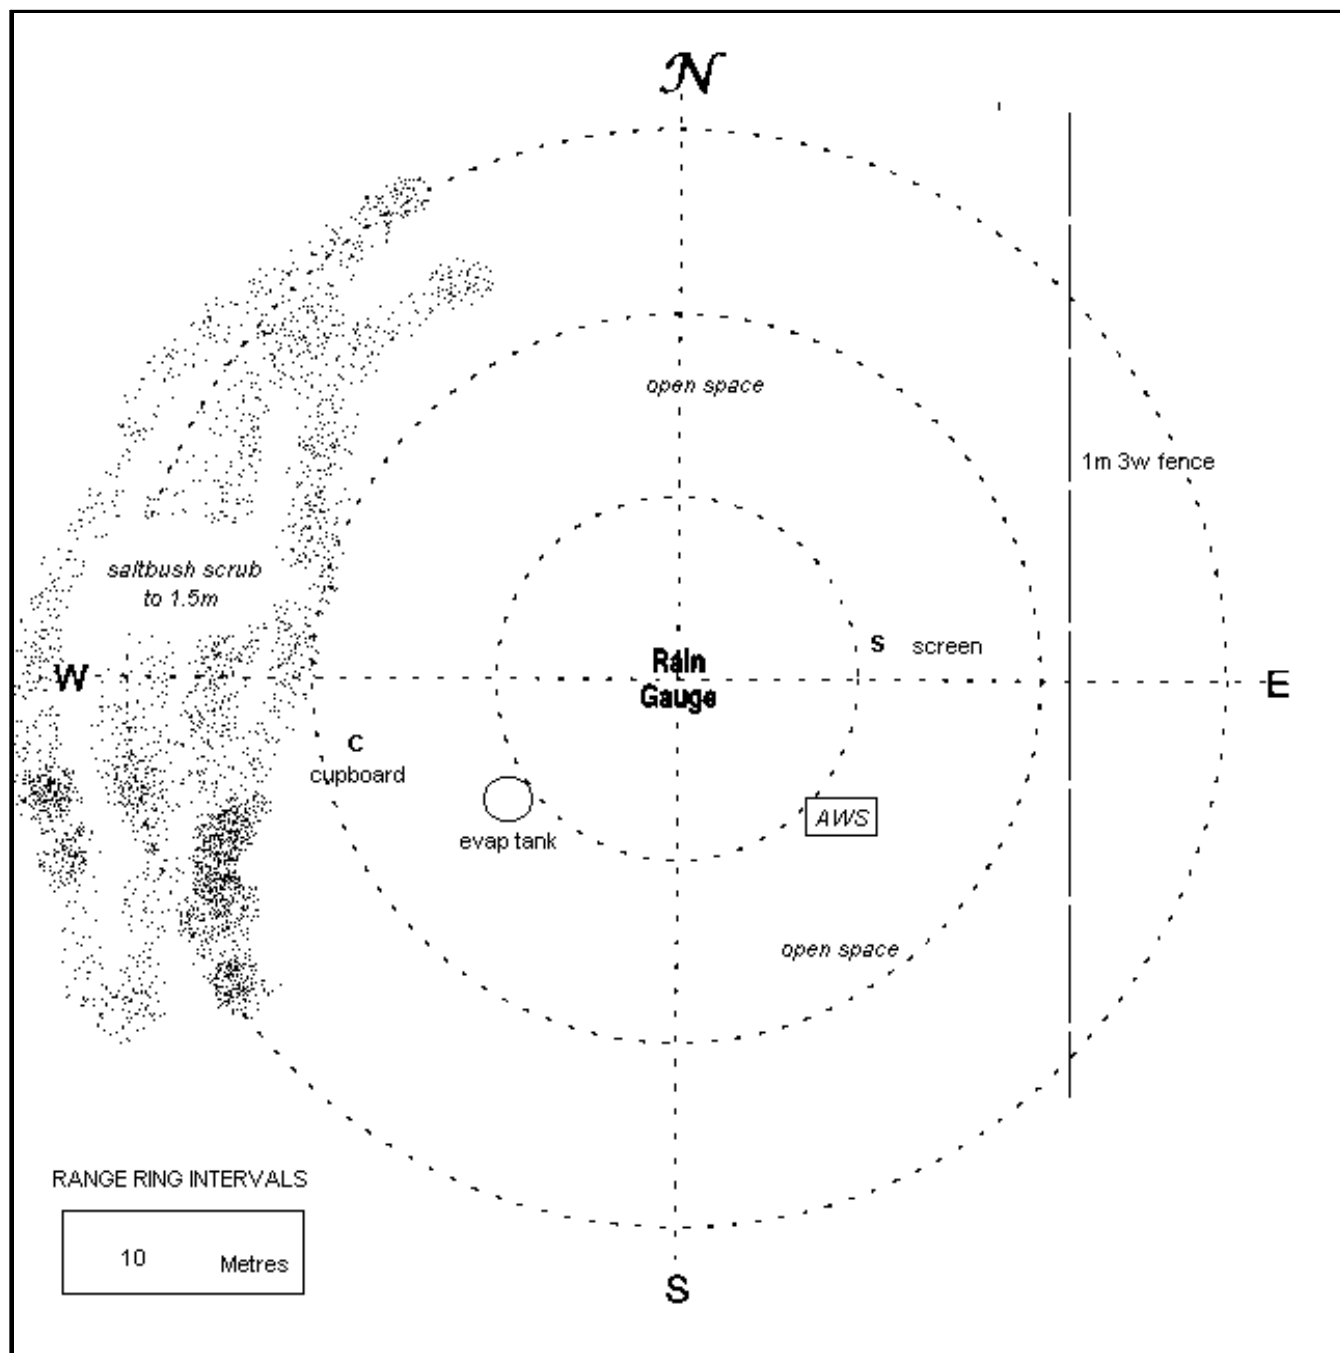 N
open space
1m 3w fence
saltbush scrub
to 1.5m
S screen
Rain
Gauge
W
E
C
cupboard
evap tank
AWS
open space
RANGE RING INTERVALS
10 Metres
S